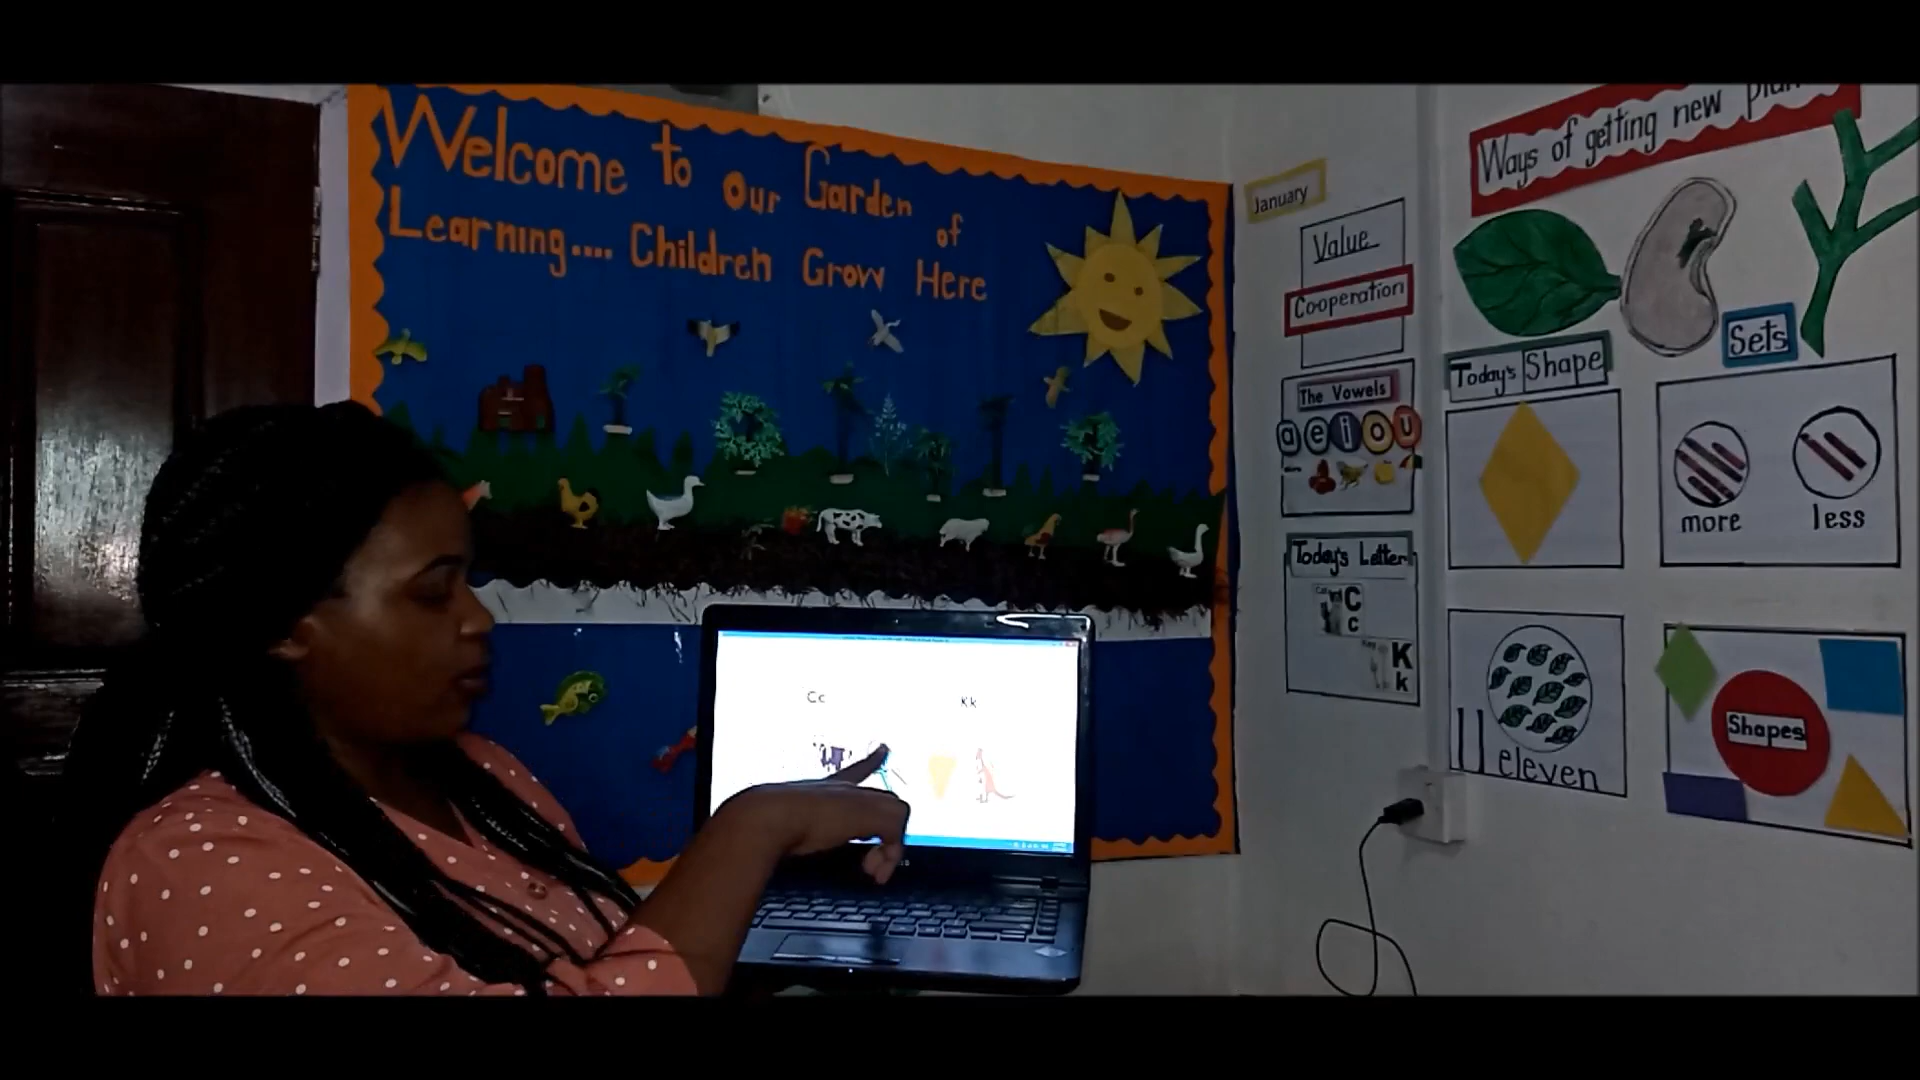 Welcome to our Garden of
Learning.... Children Grow Here
January
Value
Cooperation
The Vowels
a e i o u
Today's Letter
C
c
K
k
Ways of getting new
Today's Shape
Sets
more
less
11 eleven
Shapes
Cc
Kk